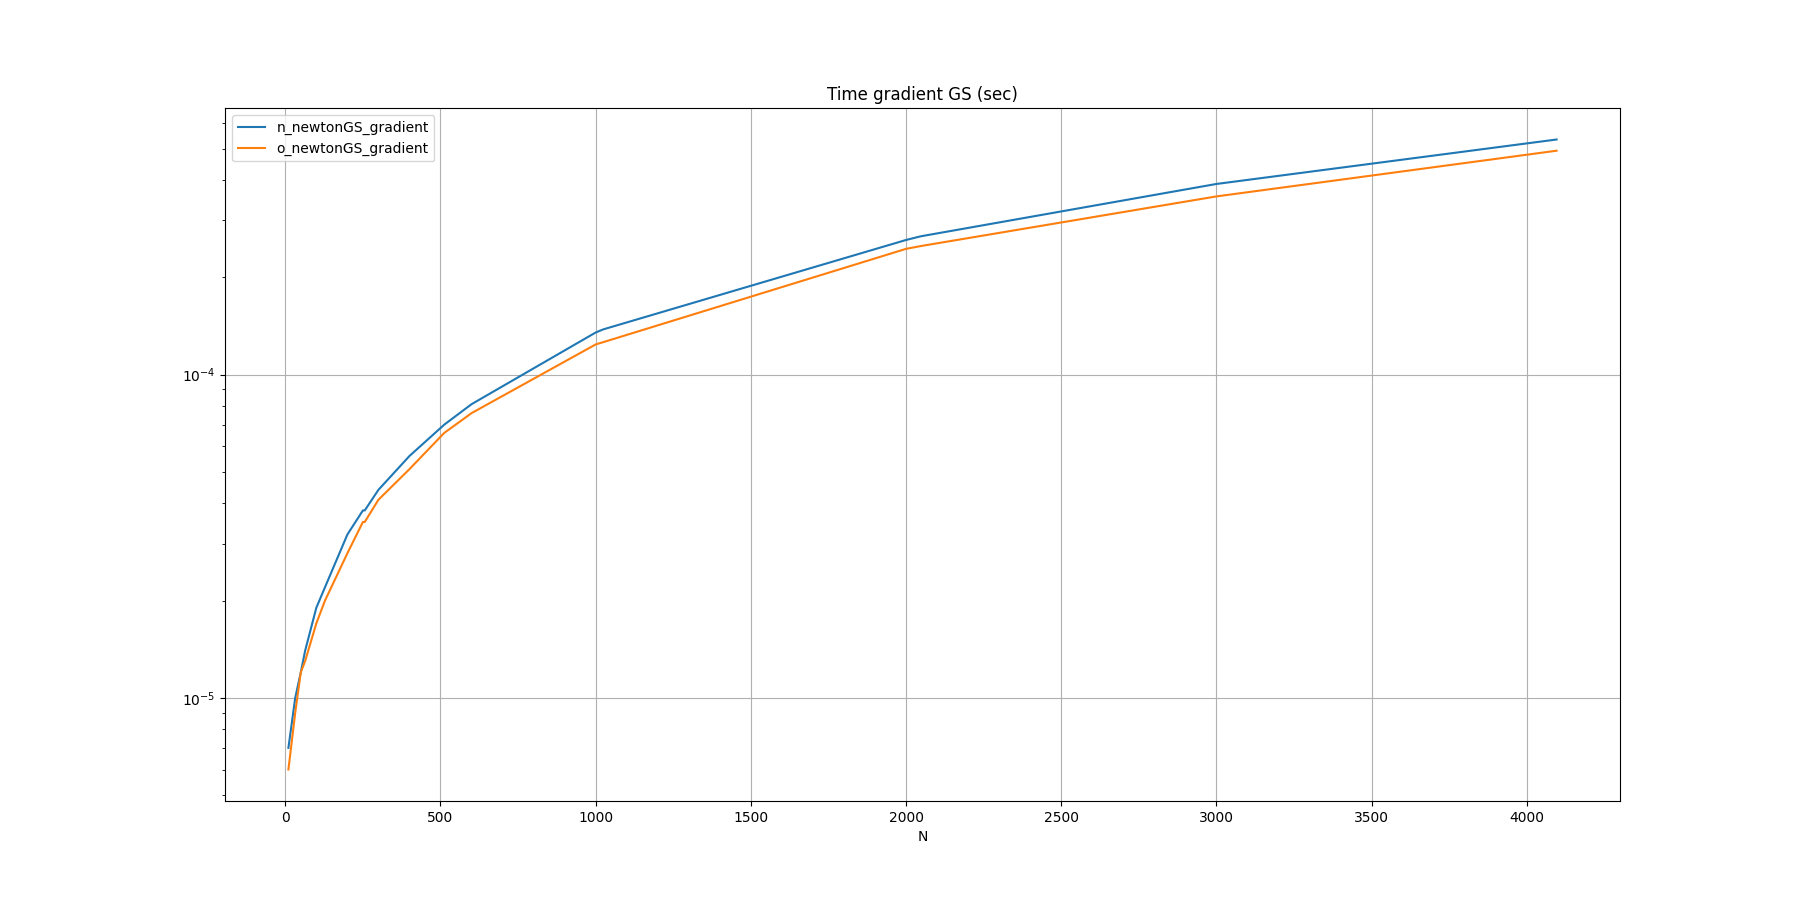 Time gradient GS (sec)
n_newtonGS_gradient
o_newtonGS_gradient
10⁻⁴
10⁻⁵
0 500 1000 1500 2000 2500 3000 3500 4000
N